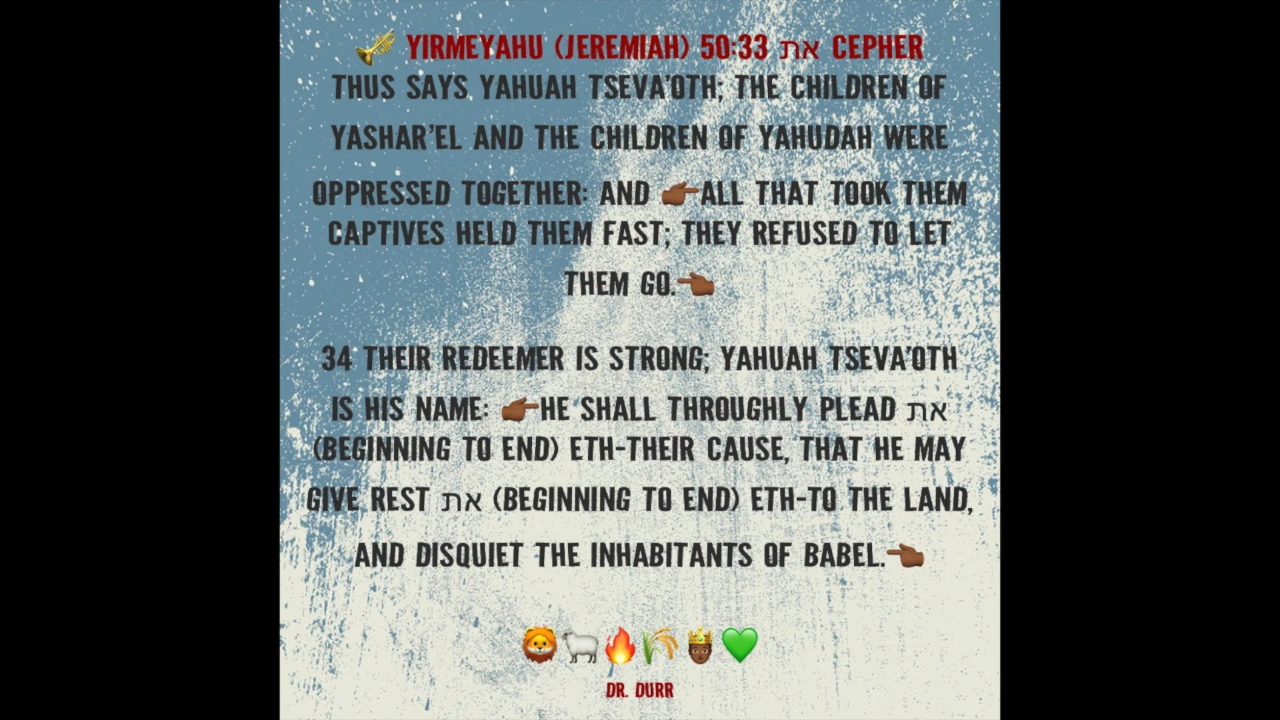 🎺 YIRMEYAHU (JEREMIAH) 50:33 את CEPHER
THUS SAYS YAHUAH TSEVA'OTH; THE CHILDREN OF
YASHAR'EL AND THE CHILDREN OF YAHUDAH WERE
OPPRESSED TOGETHER: AND 👉🏾ALL THAT TOOK THEM
CAPTIVES HELD THEM FAST; THEY REFUSED TO LET
THEM GO.👈🏾
34 THEIR REDEEMER IS STRONG; YAHUAH TSEVA'OTH
IS HIS NAME: 👉🏾HE SHALL THROUGHLY PLEAD את
(BEGINNING TO END) ETH-THEIR CAUSE, THAT HE MAY
GIVE REST את (BEGINNING TO END) ETH-TO THE LAND,
AND DISQUIET THE INHABITANTS OF BABEL.👈🏾
🦁🐑🔥🌾🤴🏾💚
DR. DURR